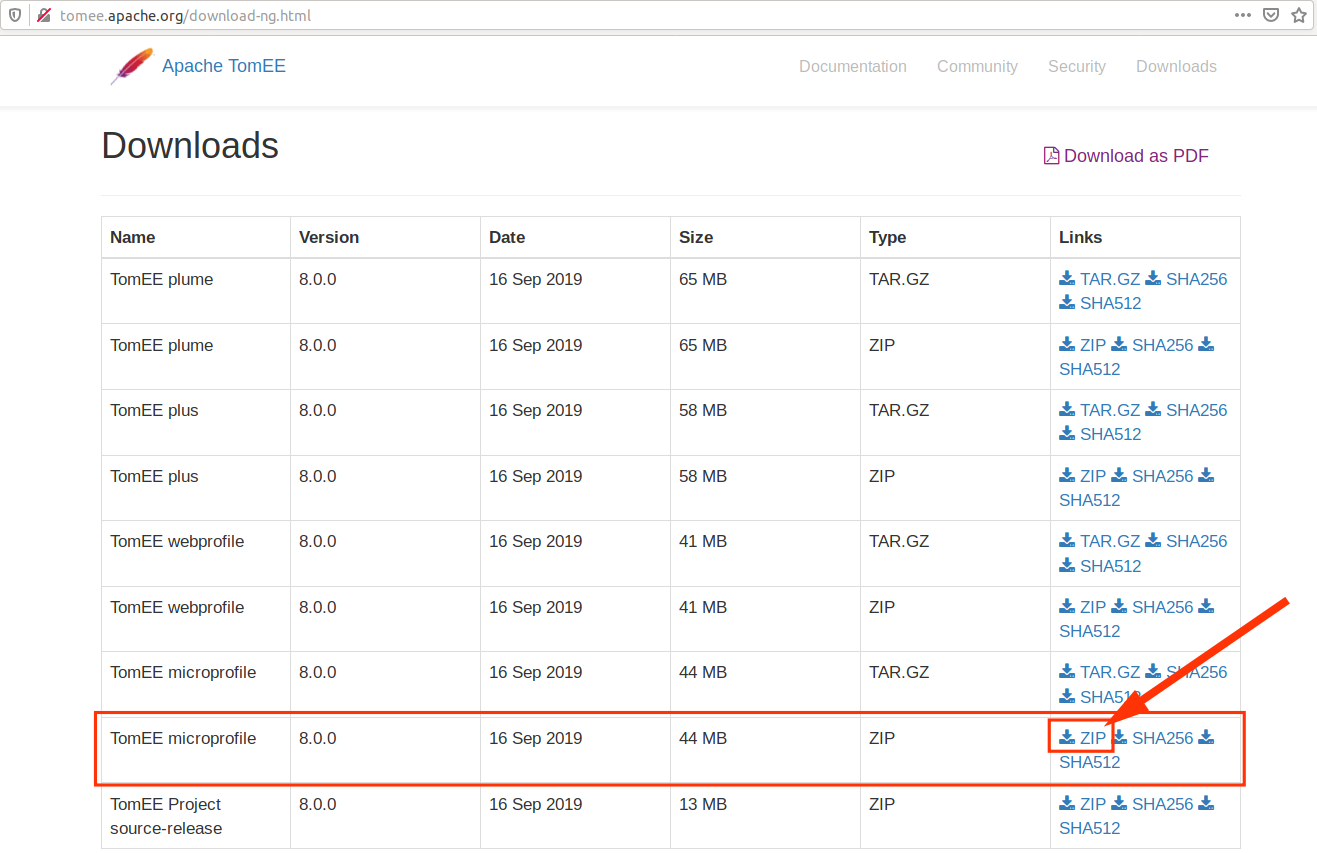 tomee.apache.org/download-ng.html
Apache TomEE
Documentation Community Security Downloads
Downloads
Download as PDF
Name Version Date Size Type Links
TomEE plume 8.0.0 16 Sep 2019 65 MB TAR.GZ TAR.GZ SHA256
SHA512
TomEE plume 8.0.0 16 Sep 2019 65 MB ZIP ZIP SHA256
SHA512
TomEE plus 8.0.0 16 Sep 2019 58 MB TAR.GZ TAR.GZ SHA256
SHA512
TomEE plus 8.0.0 16 Sep 2019 58 MB ZIP ZIP SHA256
SHA512
TomEE webprofile 8.0.0 16 Sep 2019 41 MB TAR.GZ TAR.GZ SHA256
SHA512
TomEE webprofile 8.0.0 16 Sep 2019 41 MB ZIP ZIP SHA256
SHA512
TomEE microprofile 8.0.0 16 Sep 2019 44 MB TAR.GZ TAR.GZ SHA256
SHA512
TomEE microprofile 8.0.0 16 Sep 2019 44 MB ZIP ZIP SHA256
SHA512
TomEE Project 8.0.0 16 Sep 2019 13 MB ZIP ZIP SHA256
source-release SHA512